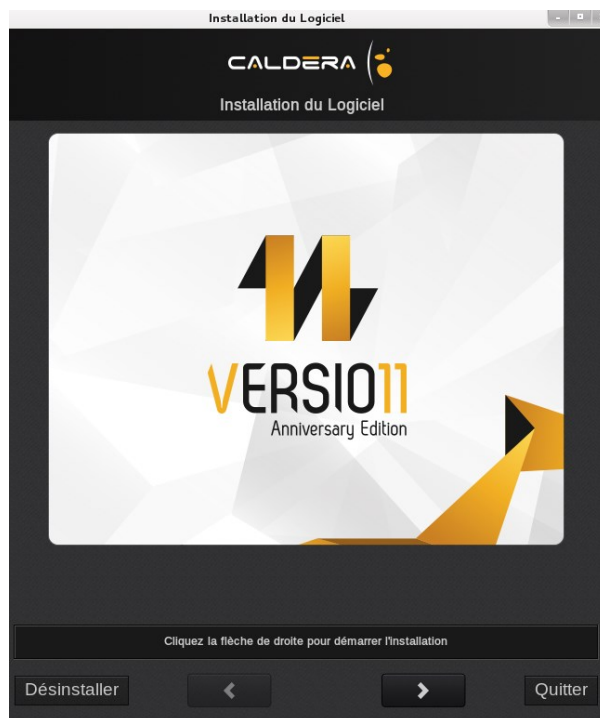 Installation du Logiciel
CALDERA
Installation du Logiciel
VERSIO11
Anniversary Edition
Cliquez la flèche de droite pour démarrer l'installation
Désinstaller
Quitter